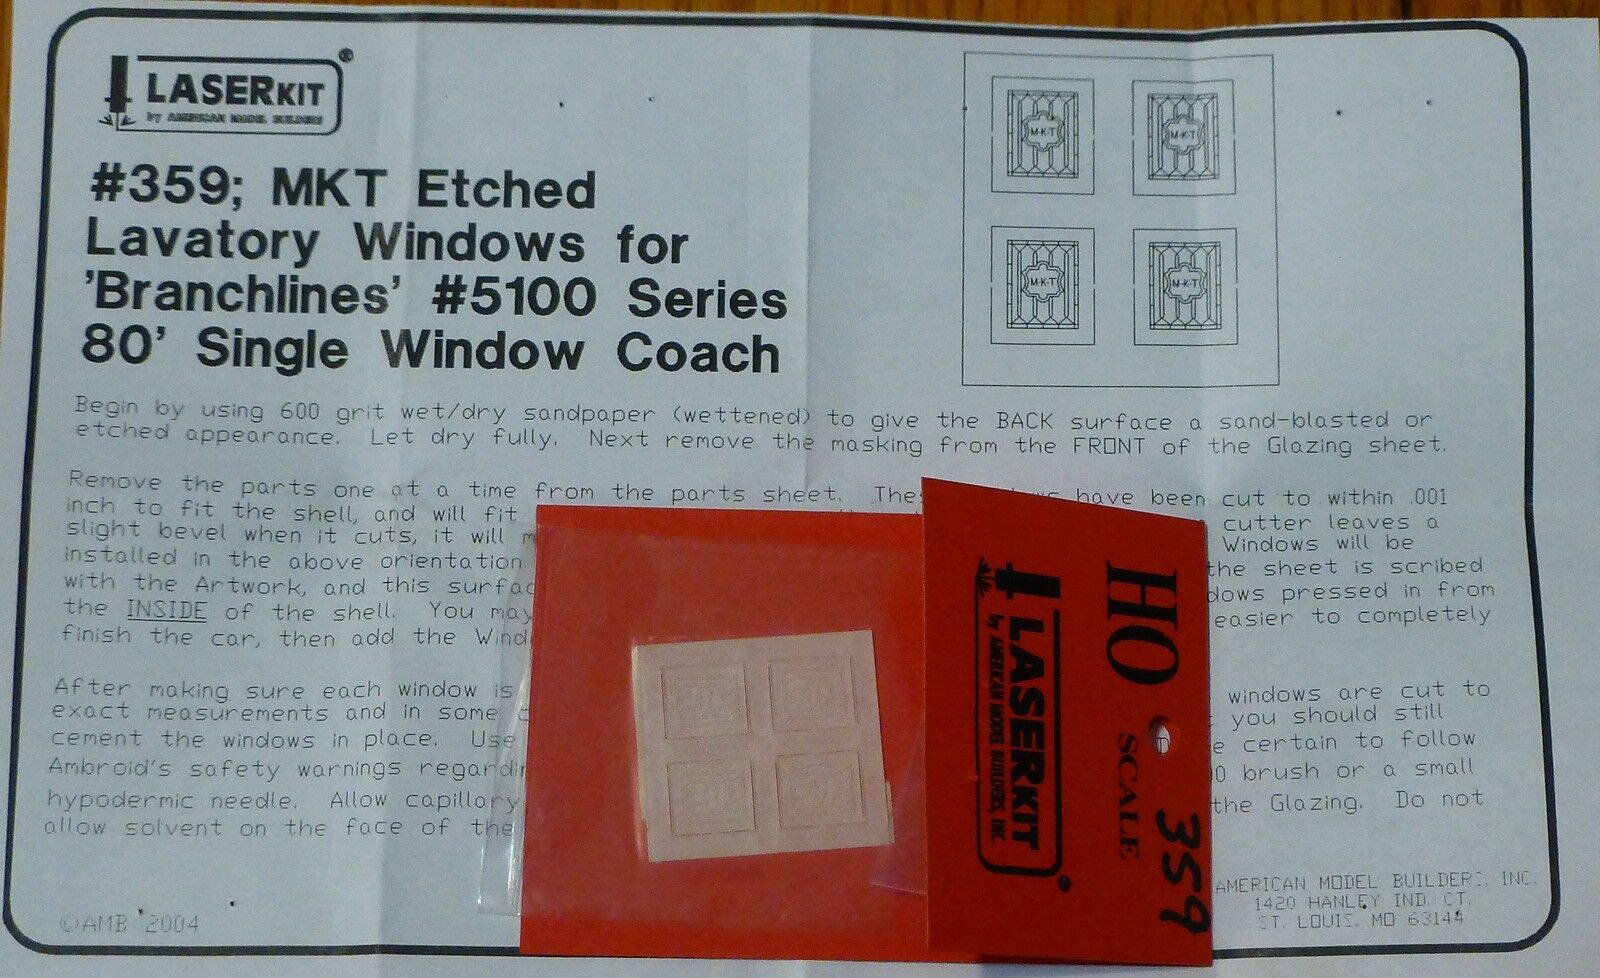 LASERKIT®
by AMERICAN MODEL BUILDERS
#359; MKT Etched
Lavatory Windows for
'Branchlines' #5100 Series
80' Single Window Coach
M-K-T M-K-T
M-K-T M-K-T
Begin by using 600 grit wet/dry sandpaper (wettened) to give the BACK surface a sand-blasted or
etched appearance. Let dry fully. Next remove the masking from the FRONT of the Glazing sheet.
Remove the parts one at a time from the parts sheet. have been cut to within .001
inch to fit the shell, and will fit cutter leaves a
slight bevel when it cuts, it will Windows will be
installed in the above orientation the sheet is scribed
with the Artwork, and this pressed in from
the INSIDE of the shell. You may easier to completely
finish the car, then add the
After making sure each window is windows are cut to
exact measurements and in some you should still
cement the windows in place. Use certain to follow
Ambroid's safety warnings brush or a small
hypodermic needle. Allow capillary the Glazing. Do not
allow solvent on the face of the
©AMB 2004
AMERICAN MODEL BUILDERS, INC.
1420 HANLEY IND. CT.
ST. LOUIS, MO 63144
HO
SCALE
LASERKIT®
by AMERICAN MODEL BUILDERS, INC.
359